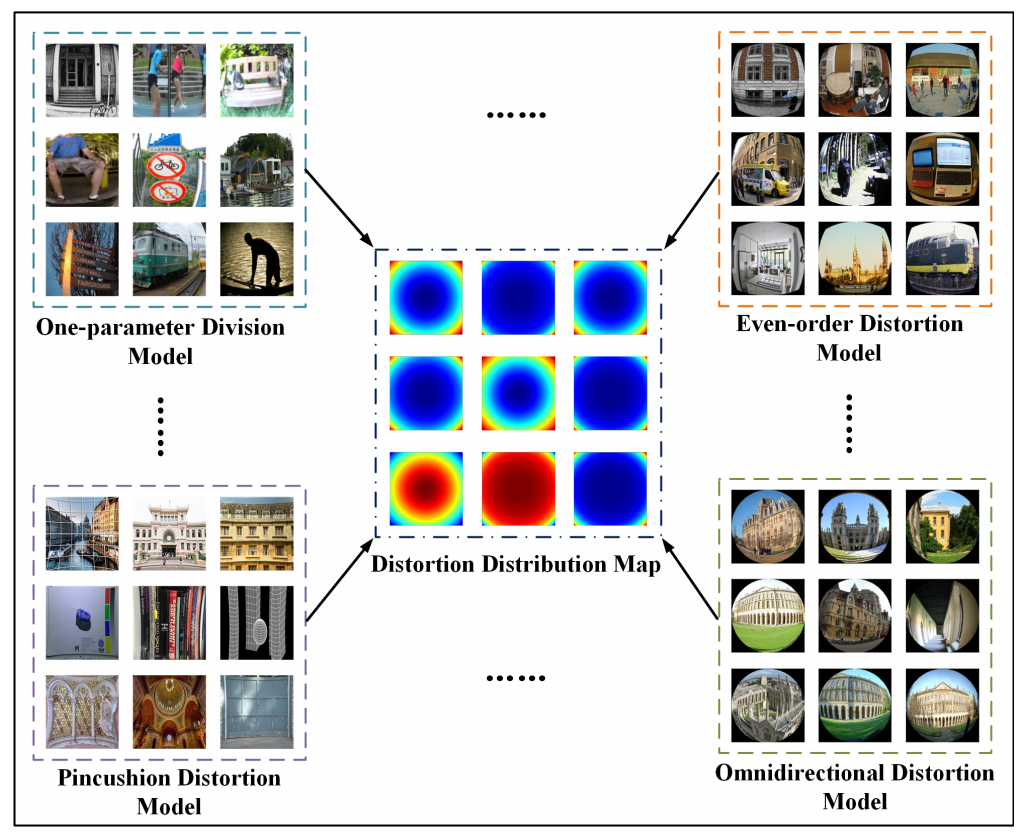 One-parameter Division
Model
Even-order Distortion
Model
Distortion Distribution Map
Pincushion Distortion
Model
Omnidirectional Distortion
Model